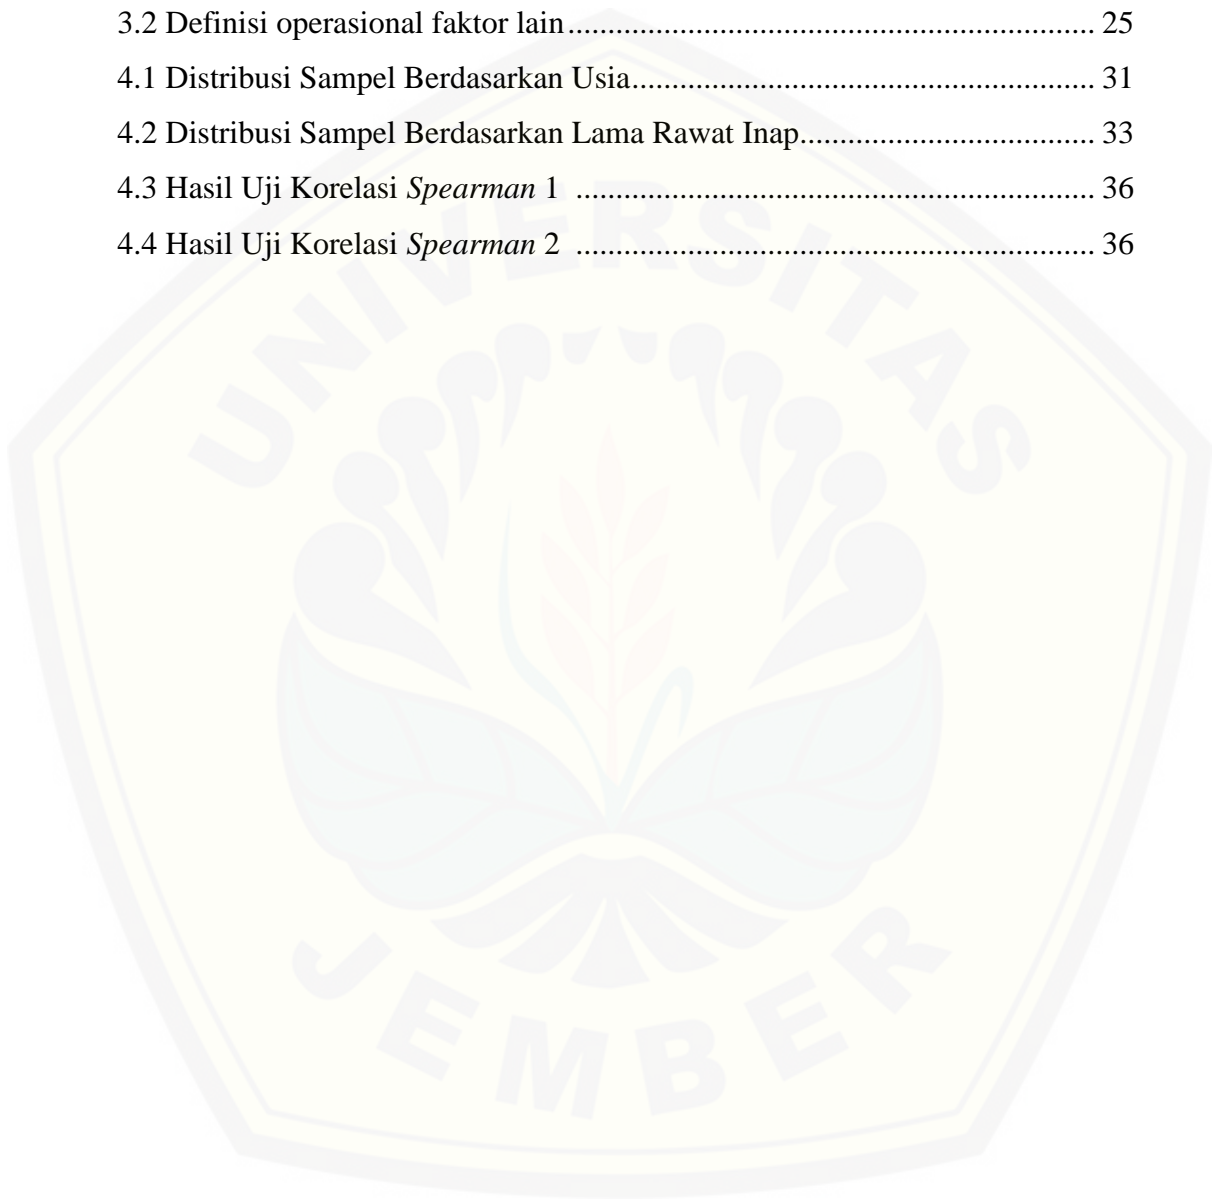 3.2 Definisi operasional faktor lain.................................................................... 25
4.1 Distribusi Sampel Berdasarkan Usia............................................................ 31
4.2 Distribusi Sampel Berdasarkan Lama Rawat Inap...................................... 33
4.3 Hasil Uji Korelasi Spearman 1 ................................................................... 36
4.4 Hasil Uji Korelasi Spearman 2 ................................................................... 36
UNIVERSITAS
JEMBER